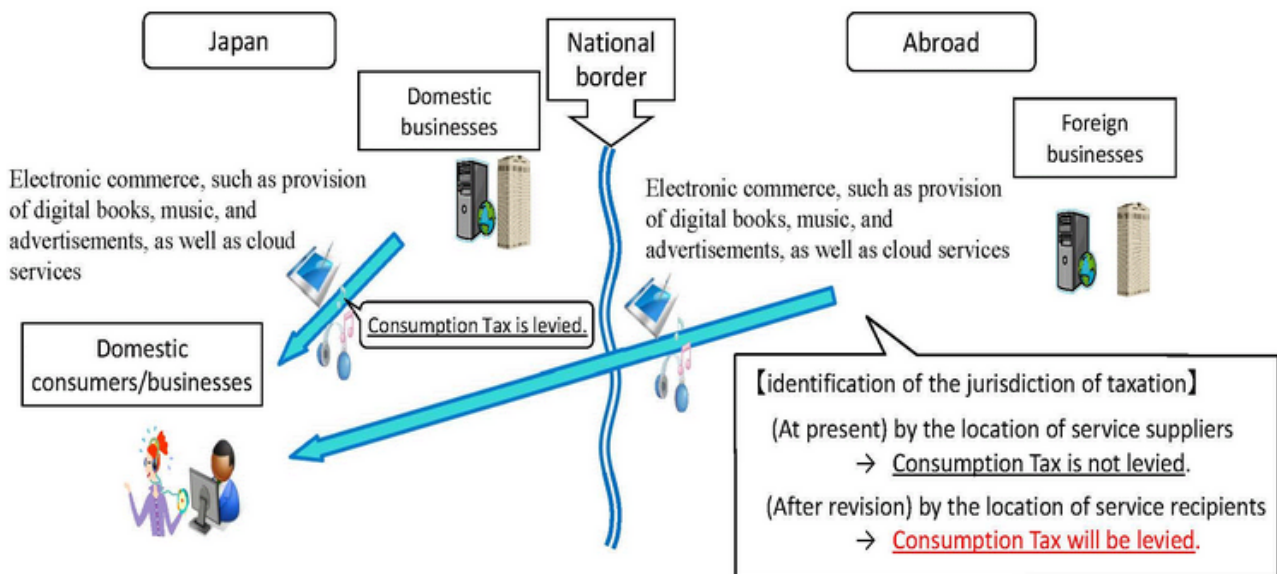 Japan
National
border
Abroad
Domestic
businesses
Foreign
businesses
Electronic commerce, such as provision
of digital books, music, and
advertisements, as well as cloud
services
Electronic commerce, such as provision
of digital books, music, and
advertisements, as well as cloud services
Consumption Tax is levied.
Domestic
consumers/businesses
【identification of the jurisdiction of taxation】
(At present) by the location of service suppliers
→ Consumption Tax is not levied.
(After revision) by the location of service recipients
→ Consumption Tax will be levied.